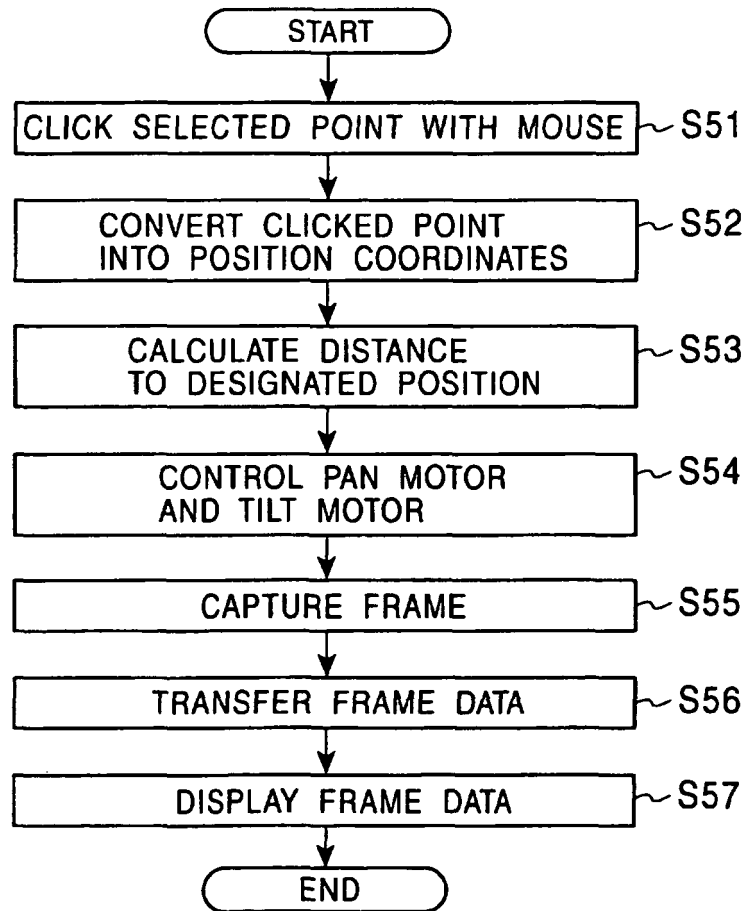 START
CLICK SELECTED POINT WITH MOUSE
S51
CONVERT CLICKED POINT
INTO POSITION COORDINATES
S52
CALCULATE DISTANCE
TO DESIGNATED POSITION
S53
CONTROL PAN MOTOR
AND TILT MOTOR
S54
CAPTURE FRAME
S55
TRANSFER FRAME DATA
S56
DISPLAY FRAME DATA
S57
END